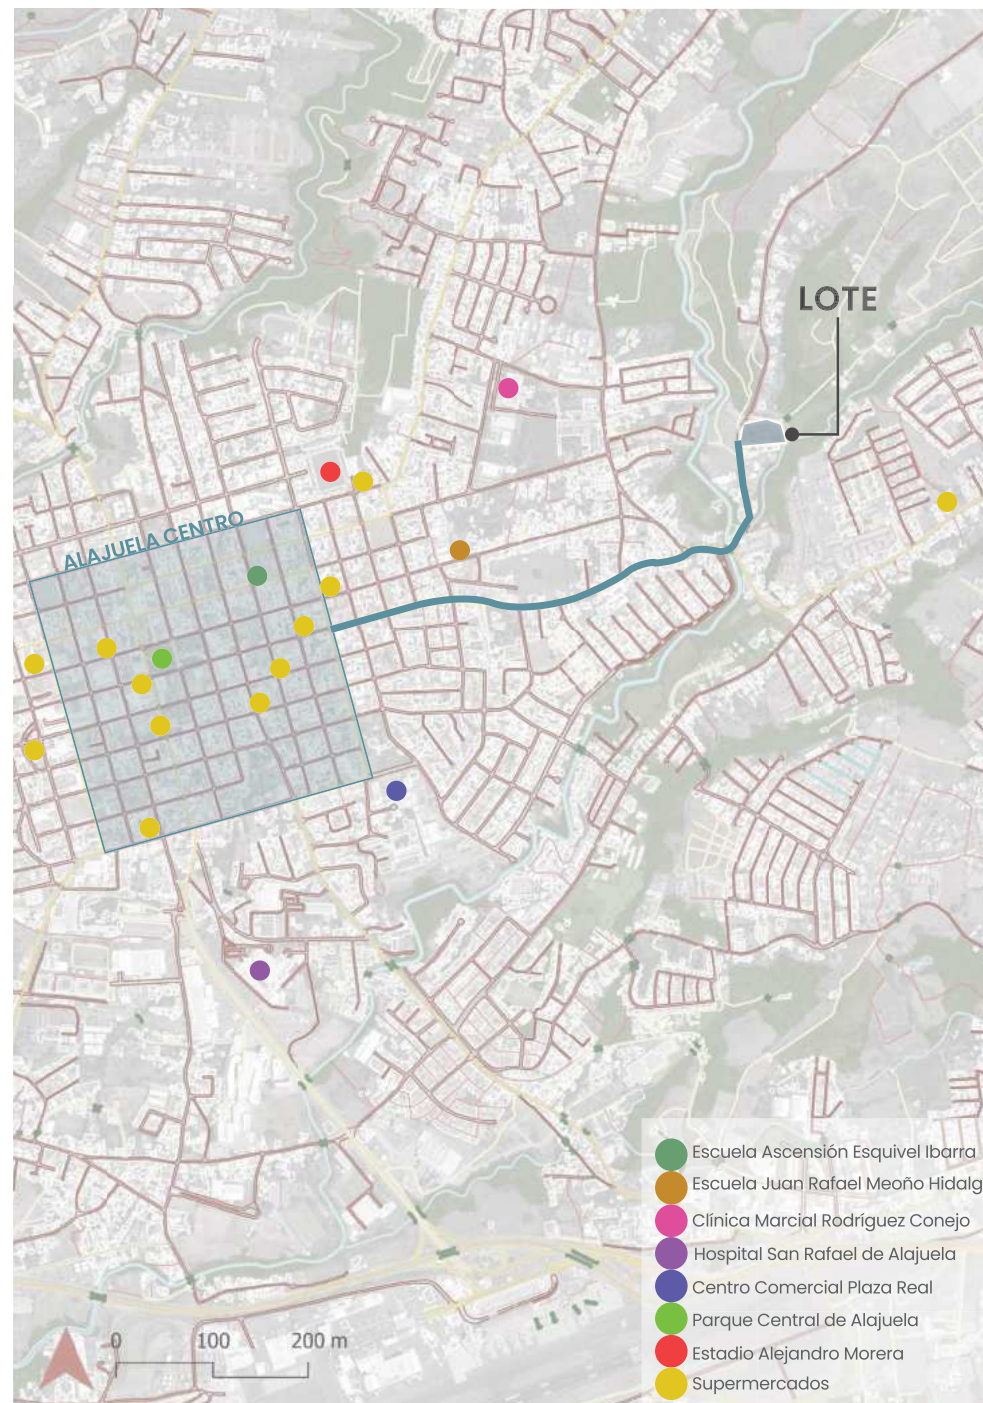 LOTE
ALAJUELA CENTRO
Escuela Ascensión Esquivel Ibarra
Escuela Juan Rafael Meoño Hidalg
Clínica Marcial Rodríguez Conejo
Hospital San Rafael de Alajuela
Centro Comercial Plaza Real
Parque Central de Alajuela
Estadio Alejandro Morera
Supermercados
0 100 200 m